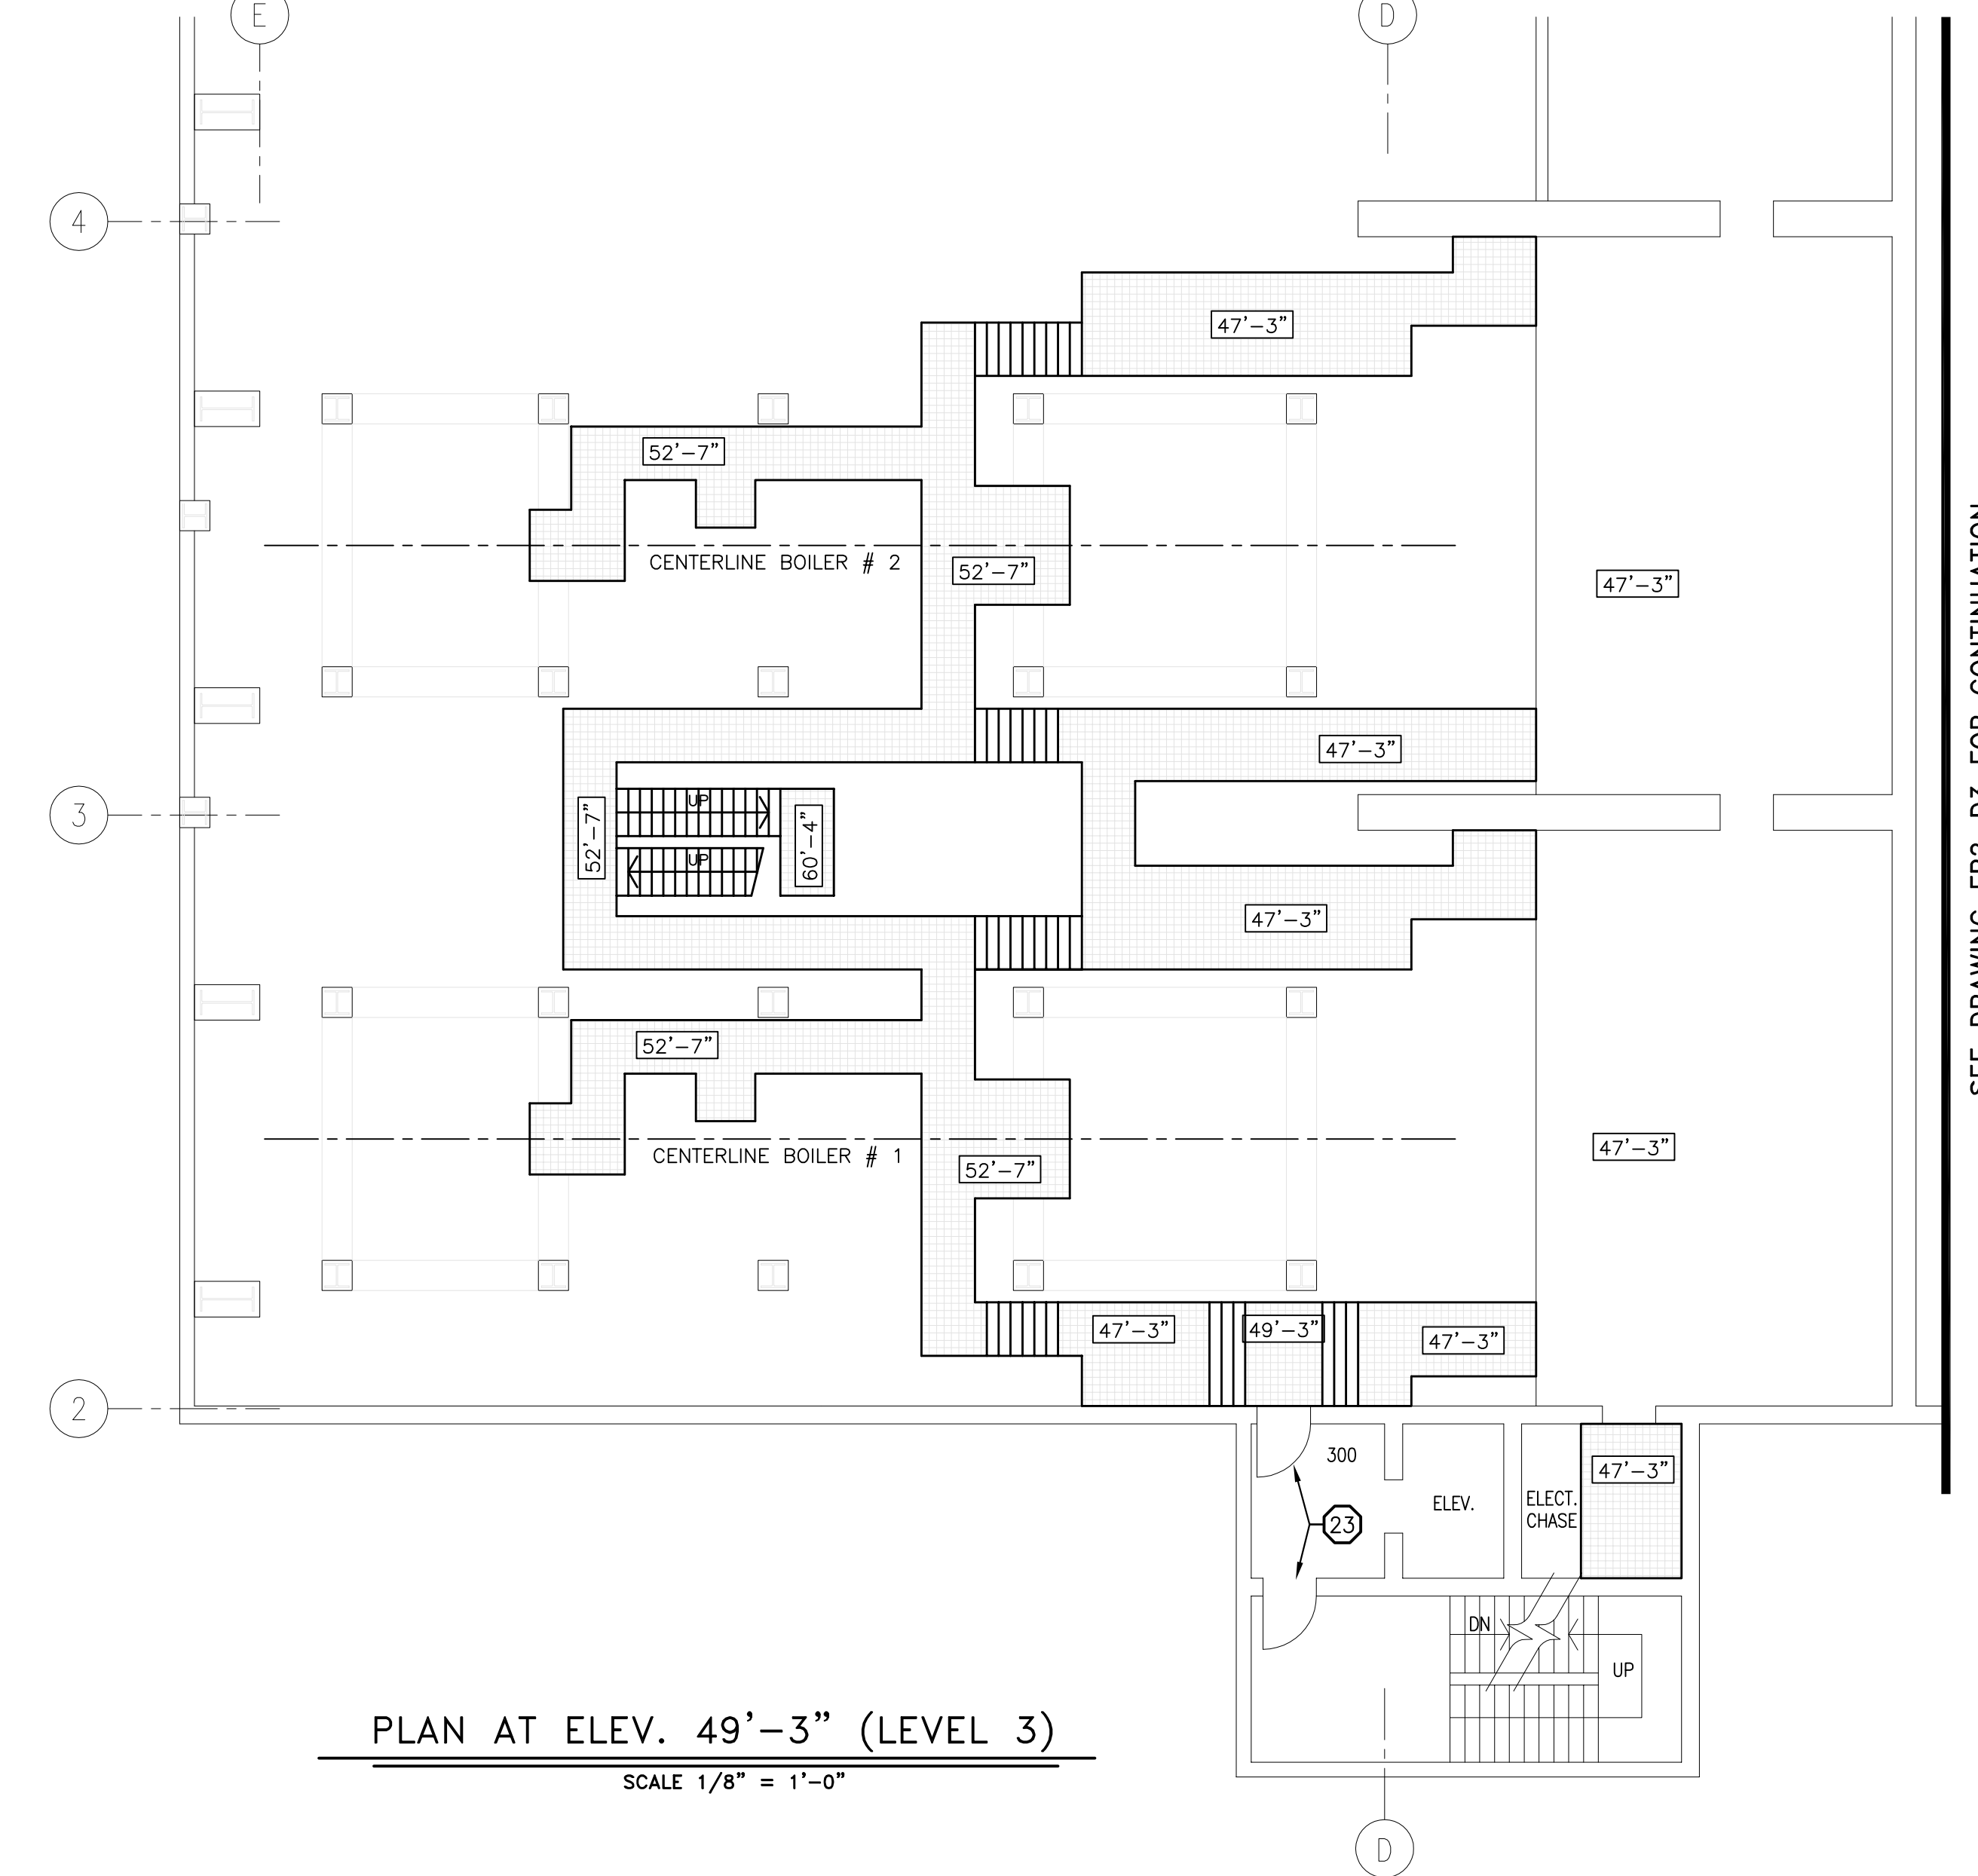 E
D
4
47'-3"
52'-7"
CENTERLINE BOILER # 2
52'-7"
47'-3"
47'-3"
3
52'-7"
UP
UP
60'-4"
47'-3"
52'-7"
CENTERLINE BOILER # 1
52'-7"
47'-3"
47'-3"
49'-3"
47'-3"
2
300
23
ELEV.
ELECT.
CHASE
47'-3"
DN
UP
PLAN AT ELEV. 49'-3" (LEVEL 3)
SCALE 1/8" = 1'-0"
D